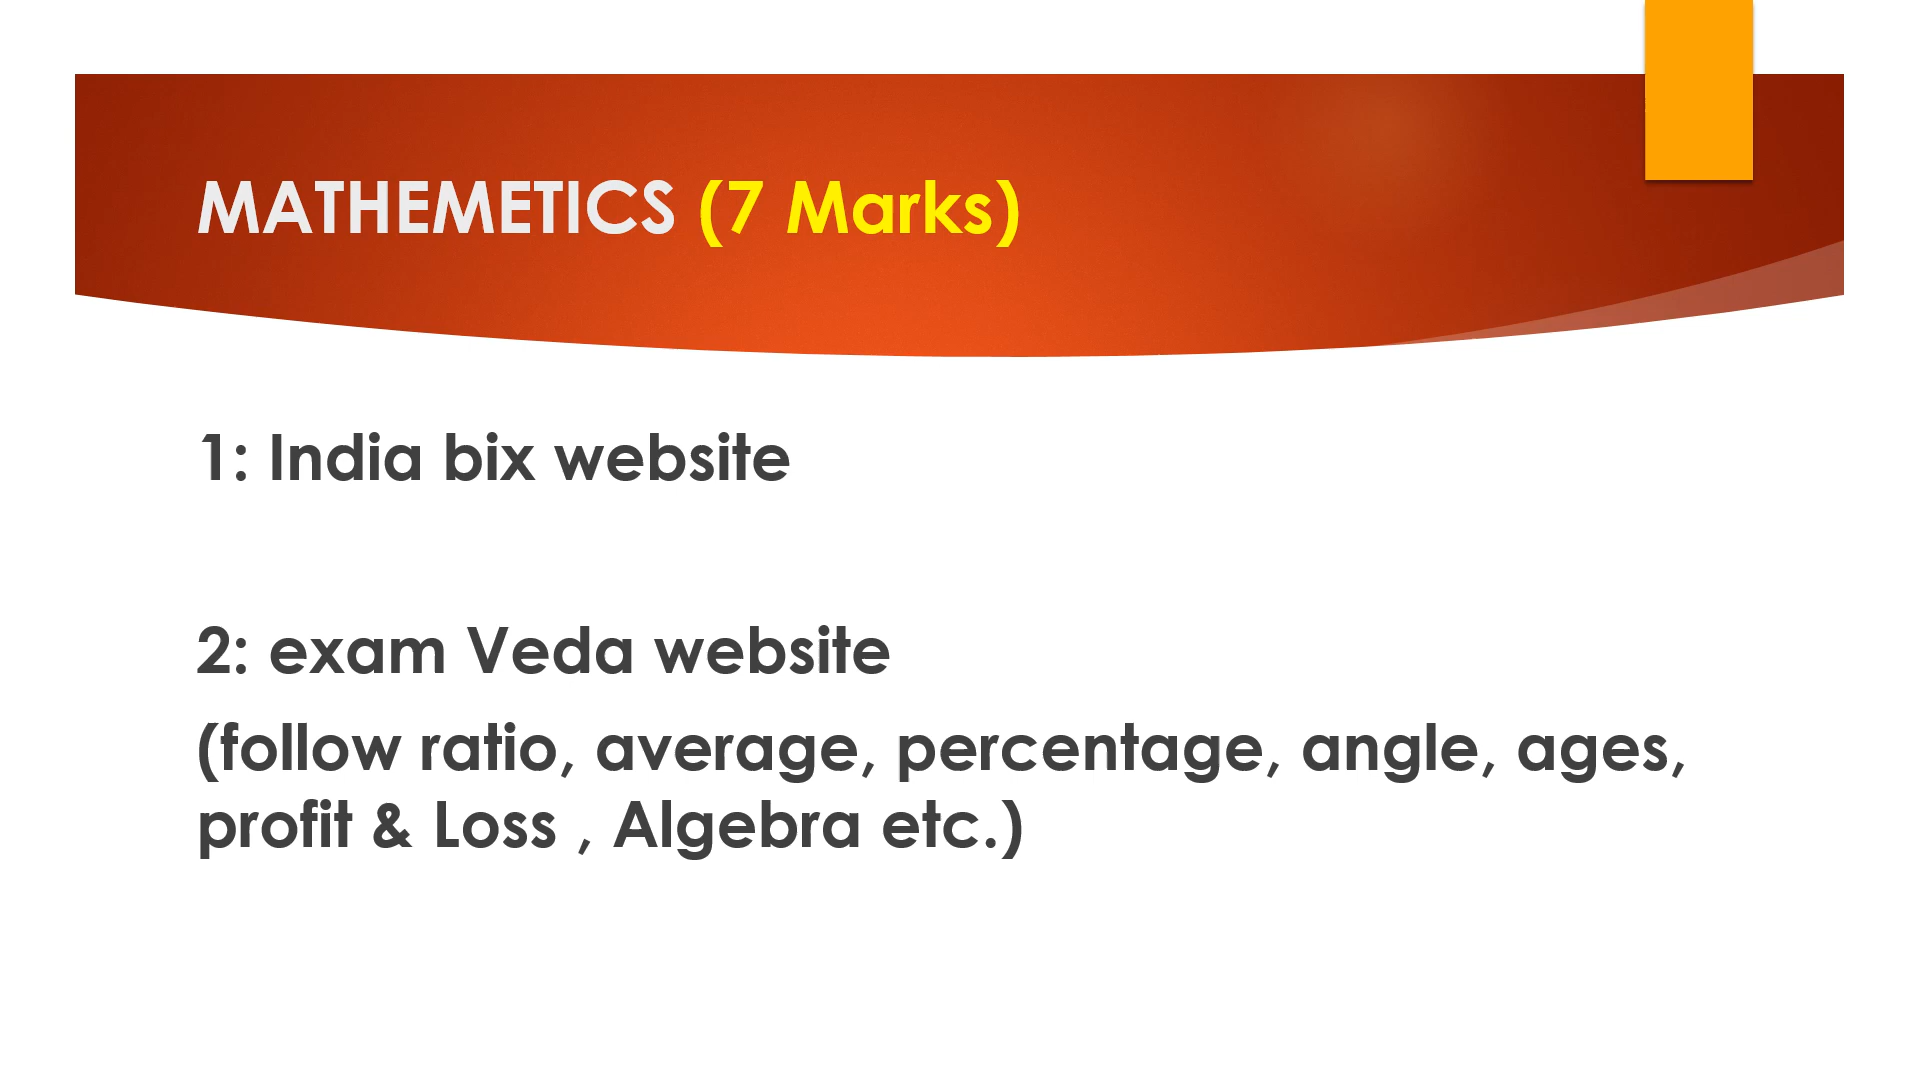 MATHEMETICS (7 Marks)
1: India bix website
2: exam Veda website
(follow ratio, average, percentage, angle, ages,
profit & Loss , Algebra etc.)